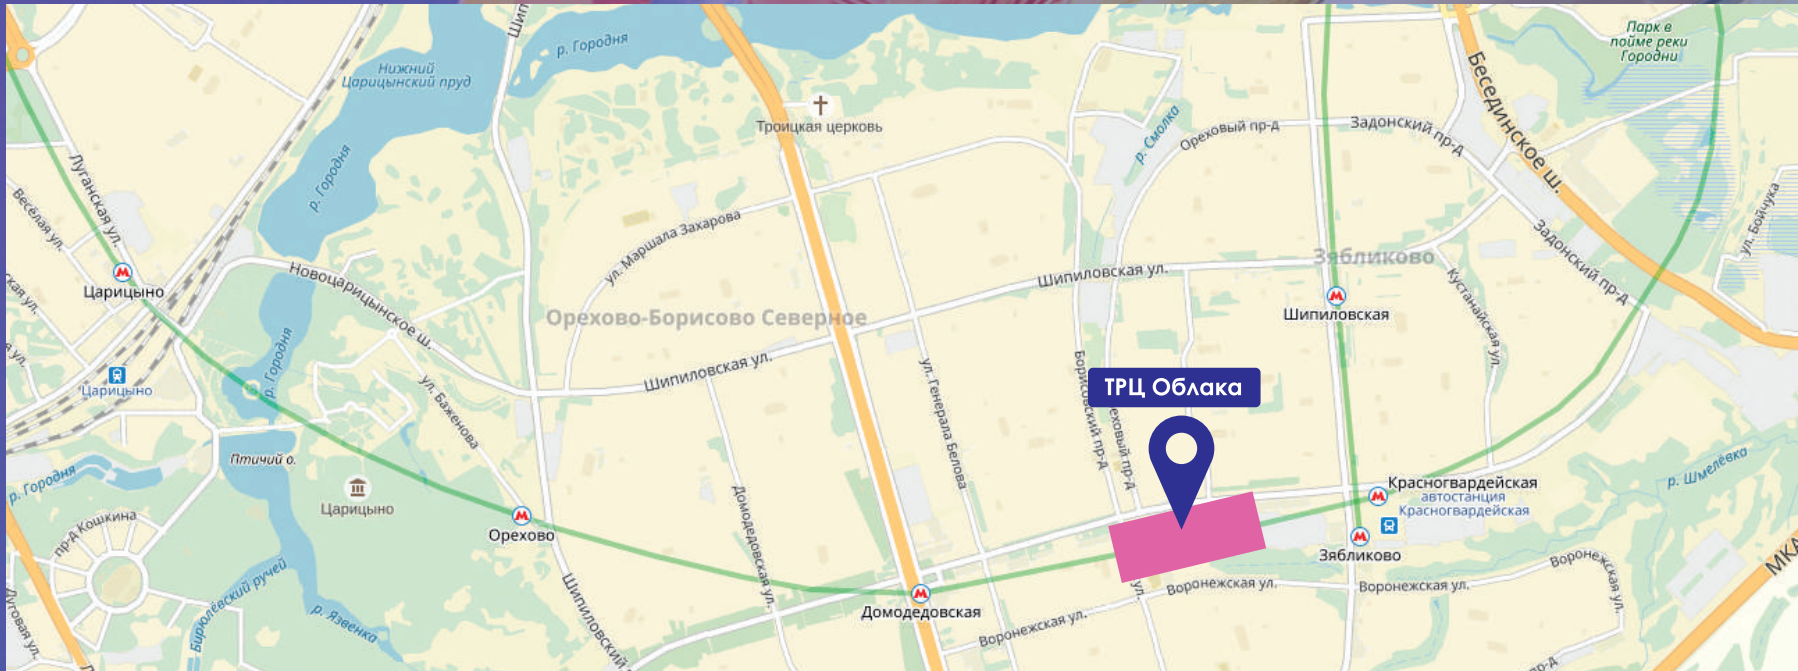 Шип
р. Городня
Нижний
Царицынский пруд
Троицкая церковь
Парк в
пойме реки
Городни
Бесединское ш.
р. Смолка
Ореховый пр-д
Задонский пр-д
Луганская ул.
Весёлая ул.
р. Городня
ул. Бойчука
ул. Маршала Захарова
Задонский пр-д
Зябликово
Царицыно
Новоцарицынское ш.
Шипиловская ул.
Кустанайская ул.
Шипиловская
Орехово-Борисово Северное
р. Городня
Шипиловская ул.
ул. Генерала Белова
Борисовский пр-д
ТРЦ Облака
Царицыно
ул. Баженова
Птичий о.
р. Городня
Царицыно
пр-д Кошкина
Орехово
Домодедовская ул.
Красногвардейская
автостанция
Красногвардейская
р. Шмелёвка
Зябликово
Воронежская ул.
Воронежская ул.
Воронежская ул.
Воронежская ул.
МКА
Домодедовская
Бирюлёвский ручей
р. Язвенка
Шипиловский
Луговая ул.